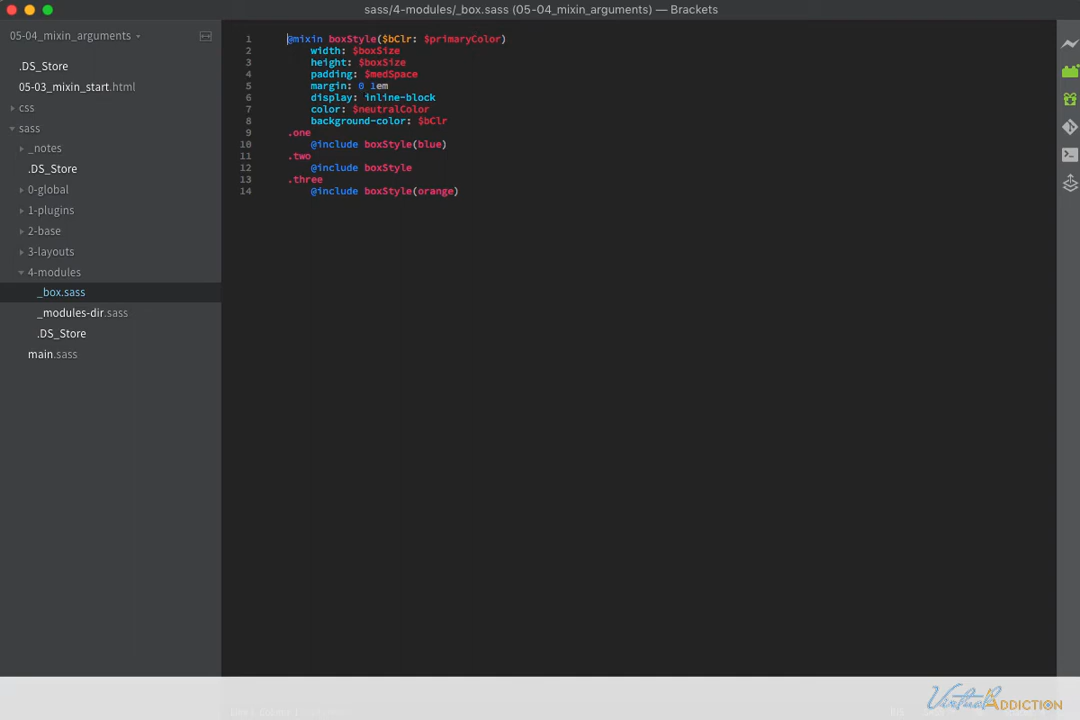 sass/4-modules/_box.sass (05-04_mixin_arguments) — Brackets
05-04_mixin_arguments
.DS_Store
05-03_mixin_start.html
css
sass
_notes
.DS_Store
0-global
1-plugins
2-base
3-layouts
4-modules
_box.sass
_modules-dir.sass
.DS_Store
main.sass
1 @mixin boxStyle($bClr: $primaryColor)
2 width: $boxSize
3 height: $boxSize
4 padding: $medSpace
5 margin: 0 1em
6 display: inline-block
7 color: $neutralColor
8 background-color: $bClr
9 .one
10 @include boxStyle(blue)
11 .two
12 @include boxStyle
13 .three
14 @include boxStyle(orange)
Virtual ADDICTION